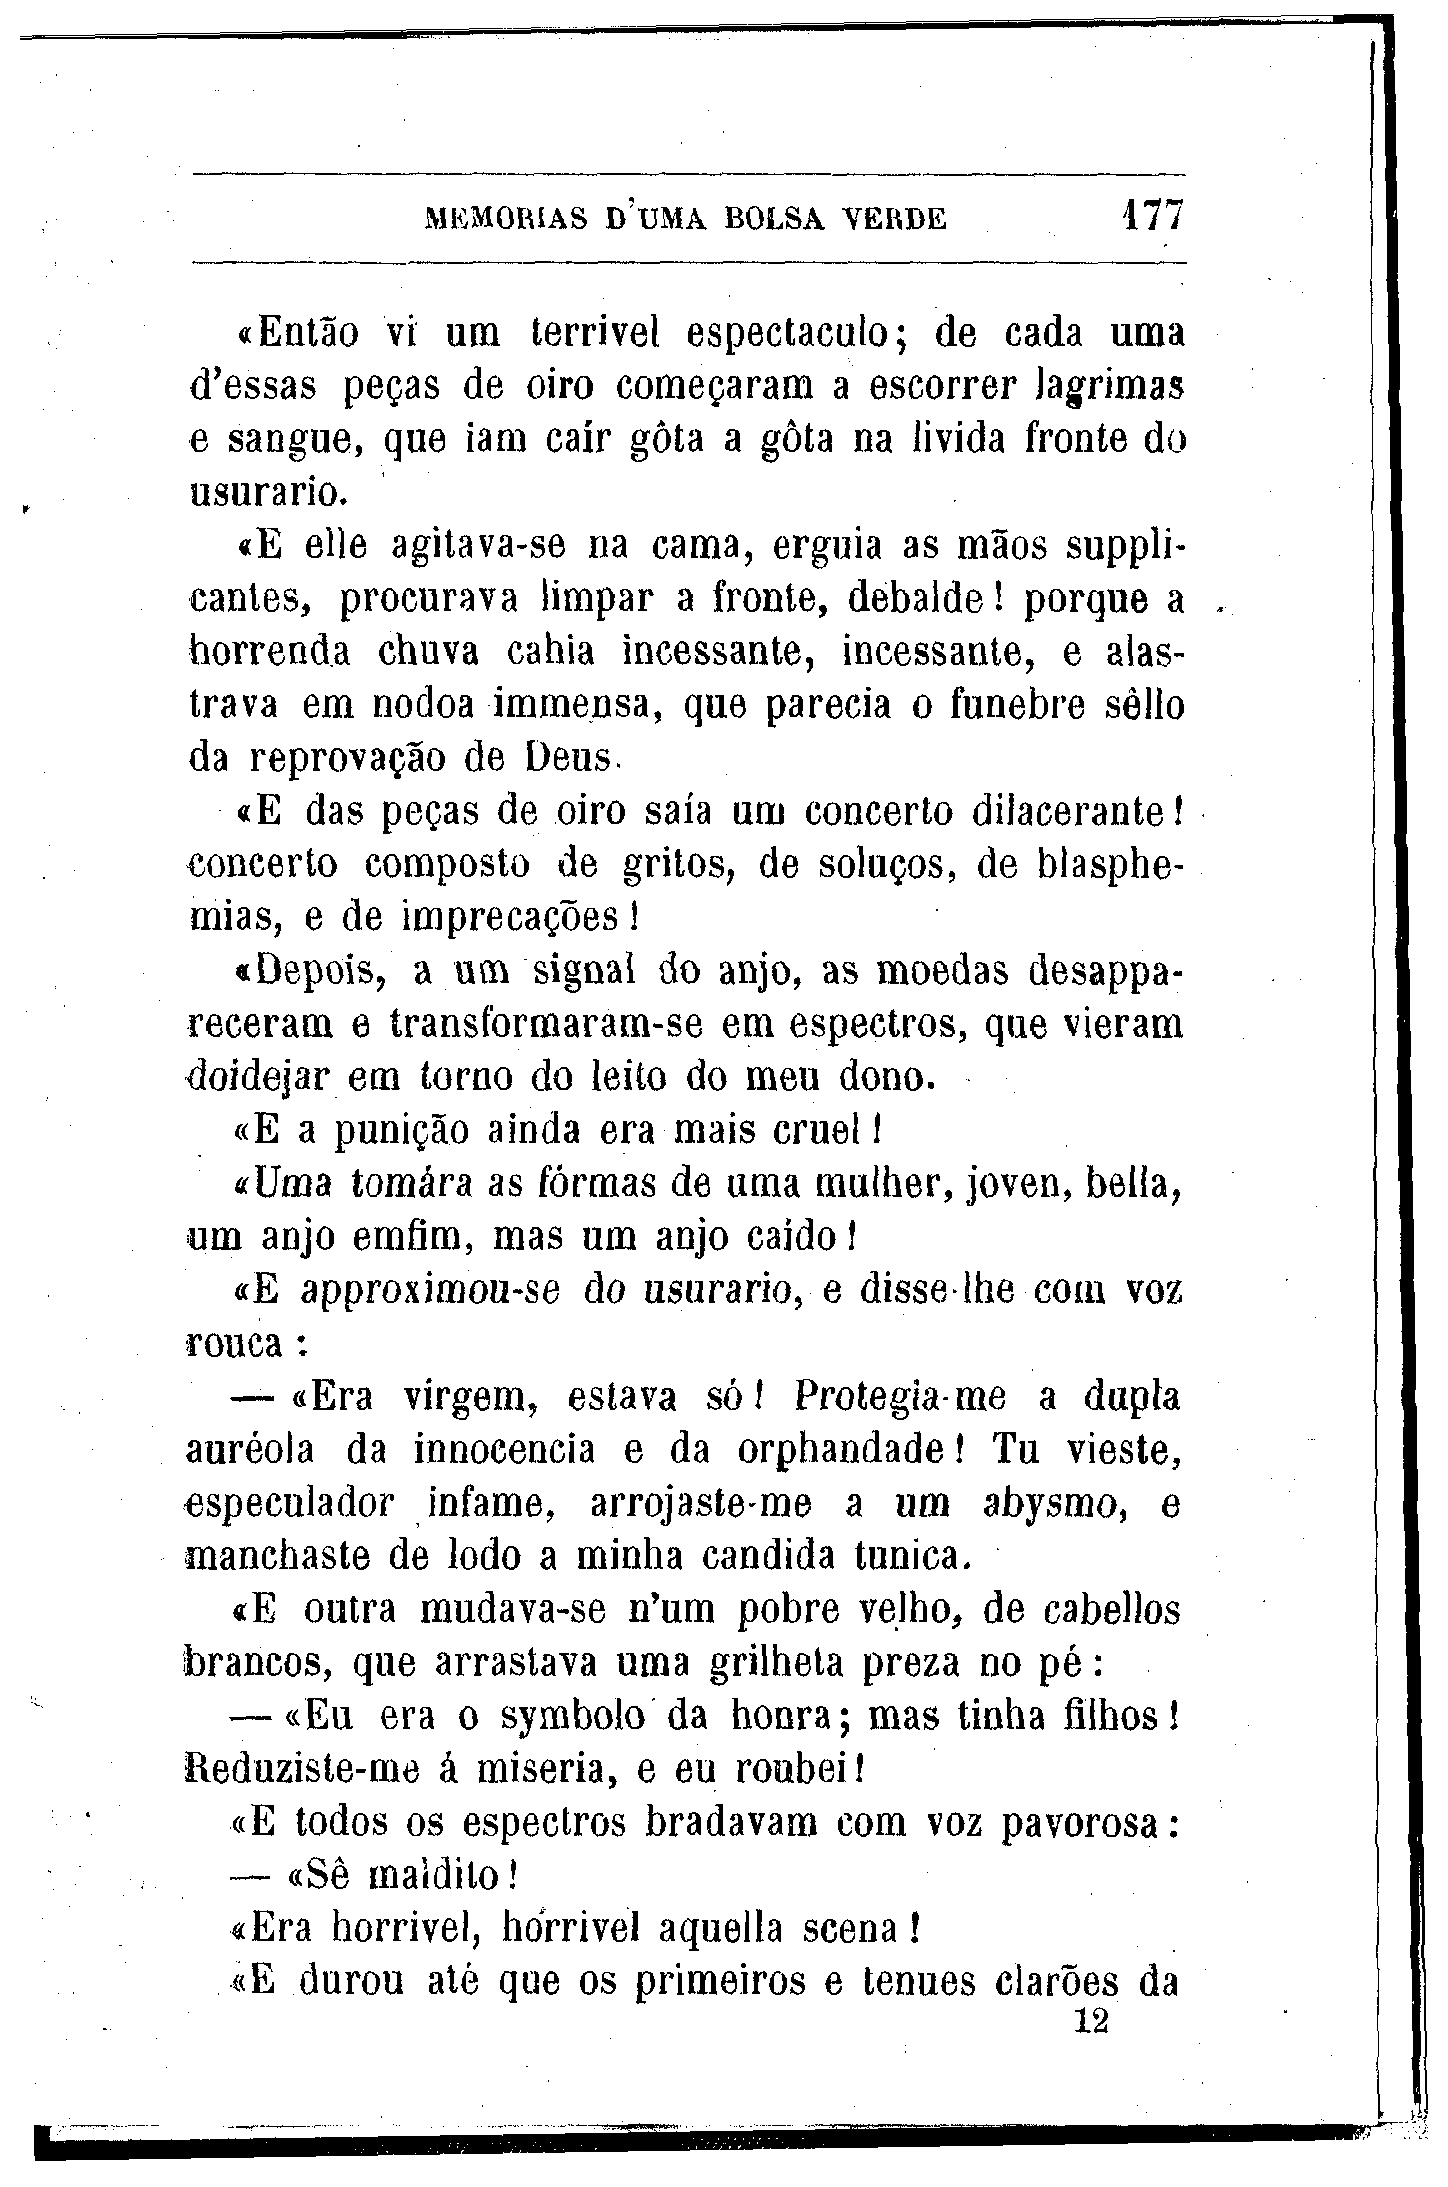 MEMORIAS D'UMA BOLSA VERDE 177
«Então vi um terrivel espectaculo; de cada uma
d'essas peças de oiro começaram a escorrer lagrimas
e sangue, que iam caír gôta a gôta na livida fronte do
usurario.
«E elle agitava-se na cama, erguia as mãos suppli-
cantes, procurava limpar a fronte, debalde! porque a
horrenda chuva cahia incessante, incessante, e alas-
trava em nodoa immensa, que parecia o funebre sêllo
da reprovação de Deus.
«E das peças de oiro saía um concerto dilacerante!
concerto composto de gritos, de soluços, de blasphe-
mias, e de imprecações!
«Depois, a um signal do anjo, as moedas desappa-
receram e transformaram-se em espectros, que vieram
doidejar em torno do leito do meu dono.
«E a punição ainda era mais cruel!
«Uma tomára as fórmas de uma mulher, joven, bella,
um anjo emfim, mas um anjo caído!
«E approximou-se do usurario, e disse-lhe com voz
rouca:
— «Era virgem, estava só! Protegia-me a dupla
auréola da innocencia e da orphandade! Tu vieste,
especulador infame, arrojaste-me a um abysmo, e
manchaste de lodo a minha candida tunica.
«E outra mudava-se n'um pobre velho, de cabellos
brancos, que arrastava uma grilheta preza no pé:
— «Eu era o symbolo da honra; mas tinha filhos!
Reduziste-me á miseria, e eu roubei!
«E todos os espectros bradavam com voz pavorosa:
— «Sê maldito!
«Era horrivel, horrivel aquella scena!
«E durou até que os primeiros e tenues clarões da
12